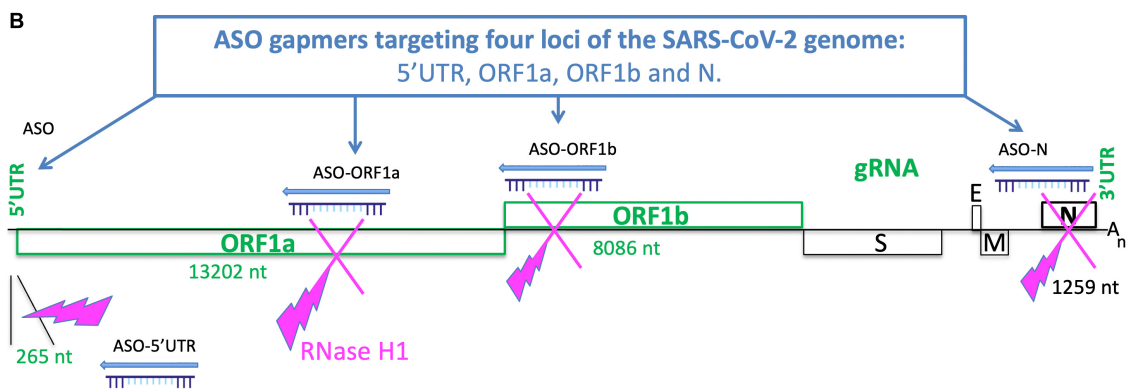 B
ASO gapmers targeting four loci of the SARS-CoV-2 genome:
5’UTR, ORF1a, ORF1b and N.
ASO
5’UTR
ASO-ORF1a
ASO-ORF1b
gRNA
ASO-N
3’UTR
E
ORF1b
N
ORF1a
S
M
An
13202 nt
8086 nt
1259 nt
RNase H1
265 nt
ASO-5’UTR